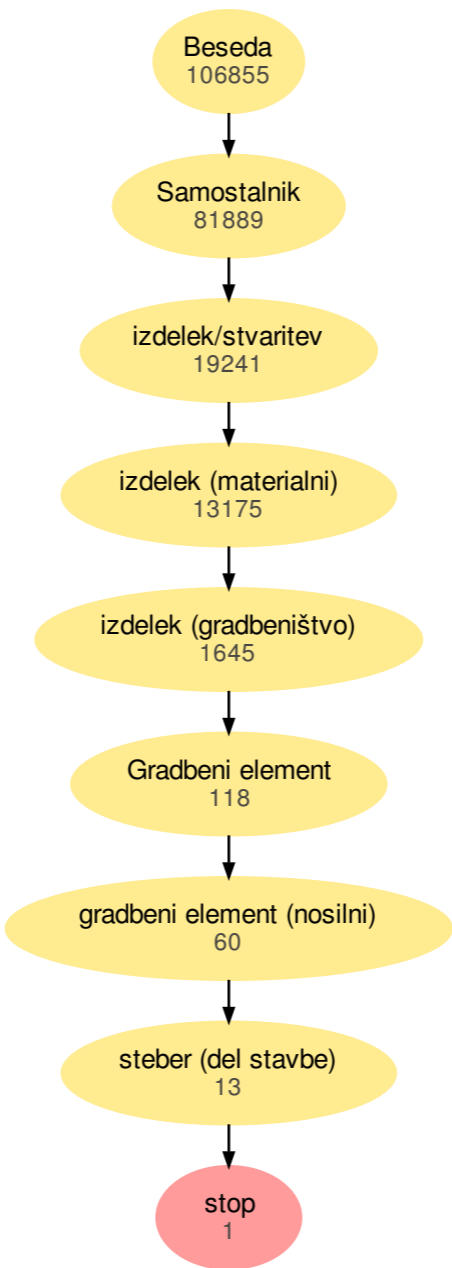 Beseda
106855
Samostalnik
81889
izdelek/stvaritev
19241
izdelek (materialni)
13175
izdelek (gradbeništvo)
1645
Gradbeni element
118
gradbeni element (nosilni)
60
steber (del stavbe)
13
stop
1